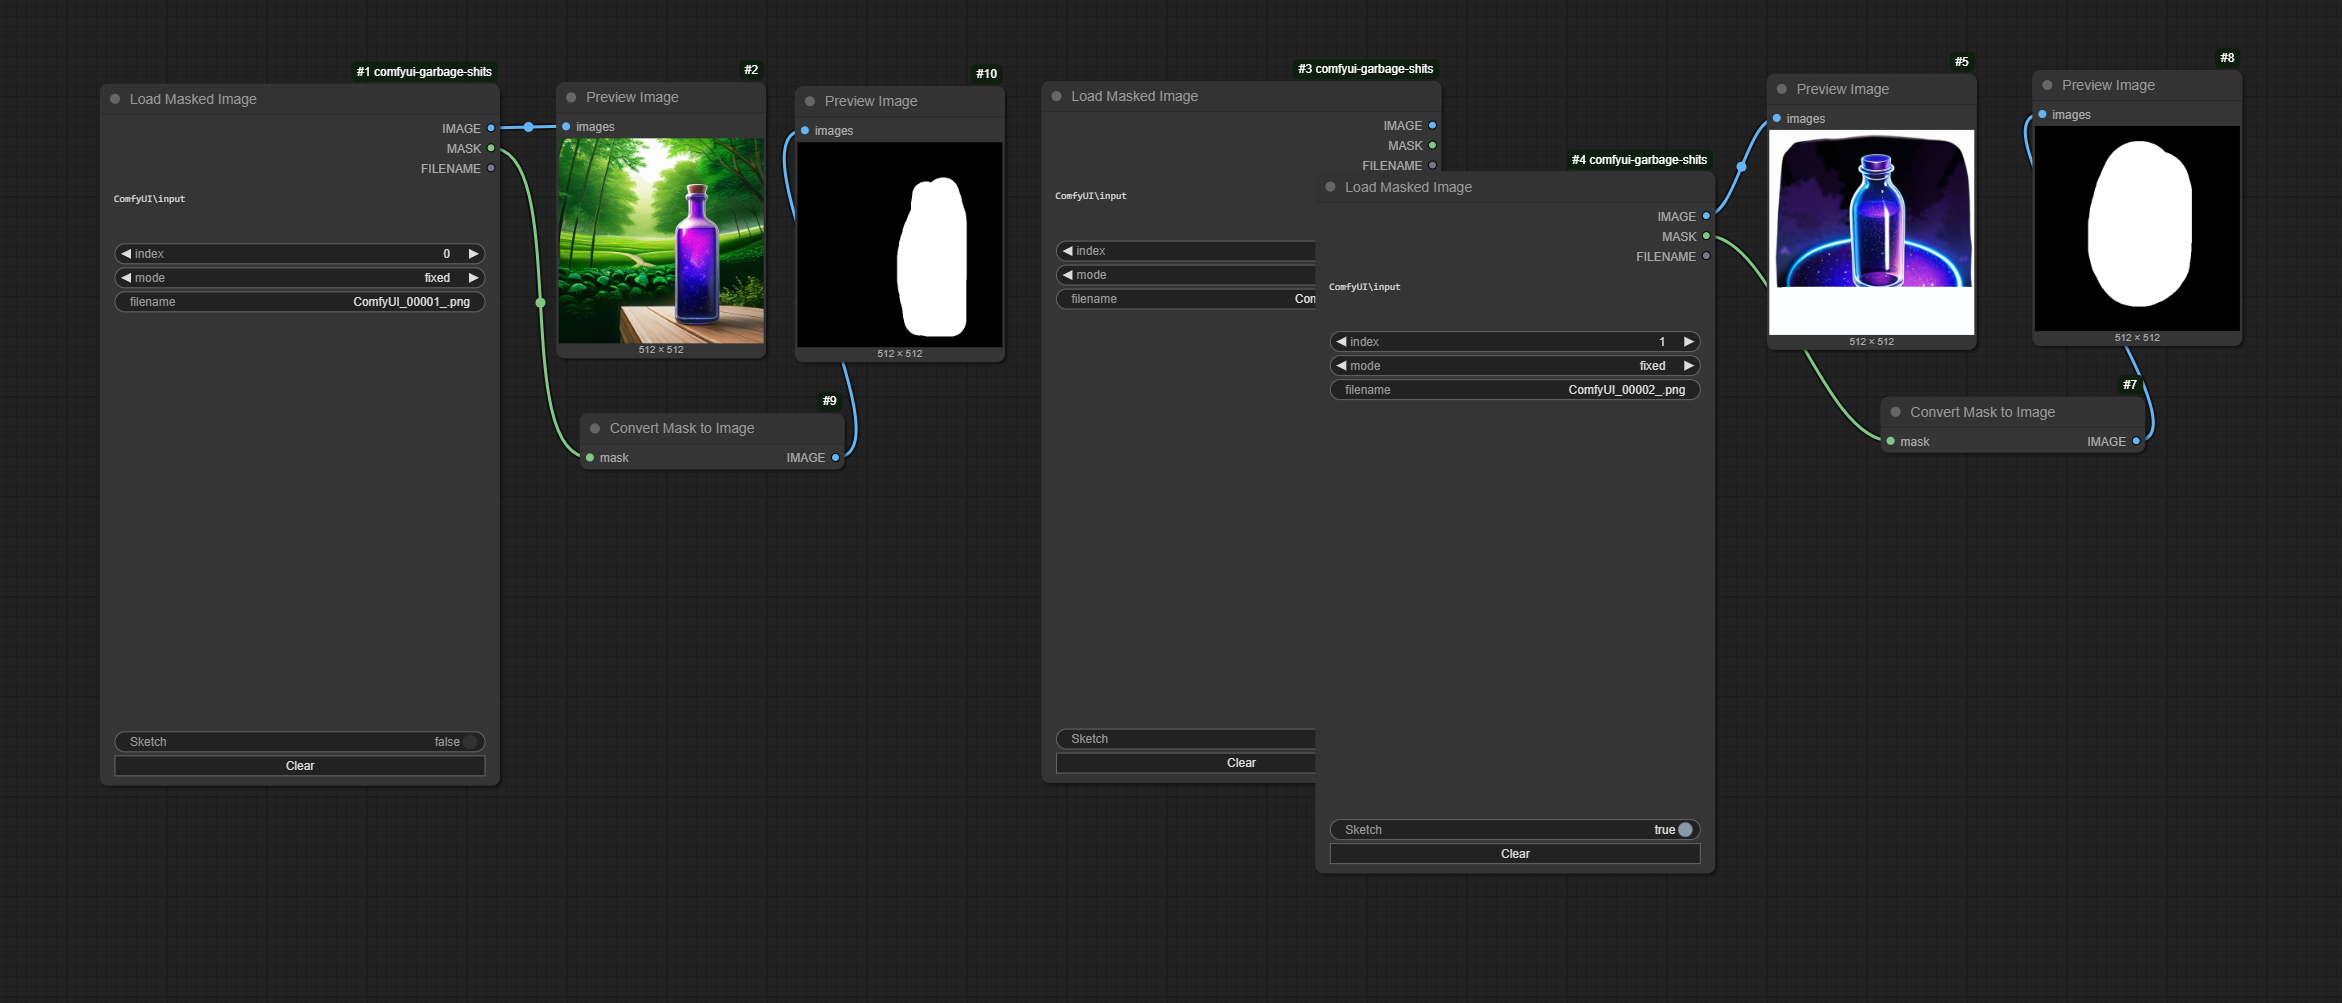 #1 comfyui-garbage-shits
Load Masked Image
IMAGE
MASK
FILENAME
ComfyUI\input
index 0
mode fixed
filename ComfyUI_00001_.png
Sketch false
Clear
#2
Preview Image
images
512 × 512
#10
Preview Image
images
512 × 512
#9
Convert Mask to Image
mask IMAGE
#3 comfyui-garbage-shits
Load Masked Image
IMAGE
MASK
FILENAME
ComfyUI\input
index
mode
filename Con
Sketch
Clear
#4 comfyui-garbage-shits
Load Masked Image
IMAGE
MASK
FILENAME
ComfyUI\input
index 1
mode fixed
filename ComfyUI_00002_.png
Sketch true
Clear
#5
Preview Image
images
512 × 512
#8
Preview Image
images
512 × 512
#7
Convert Mask to Image
mask IMAGE